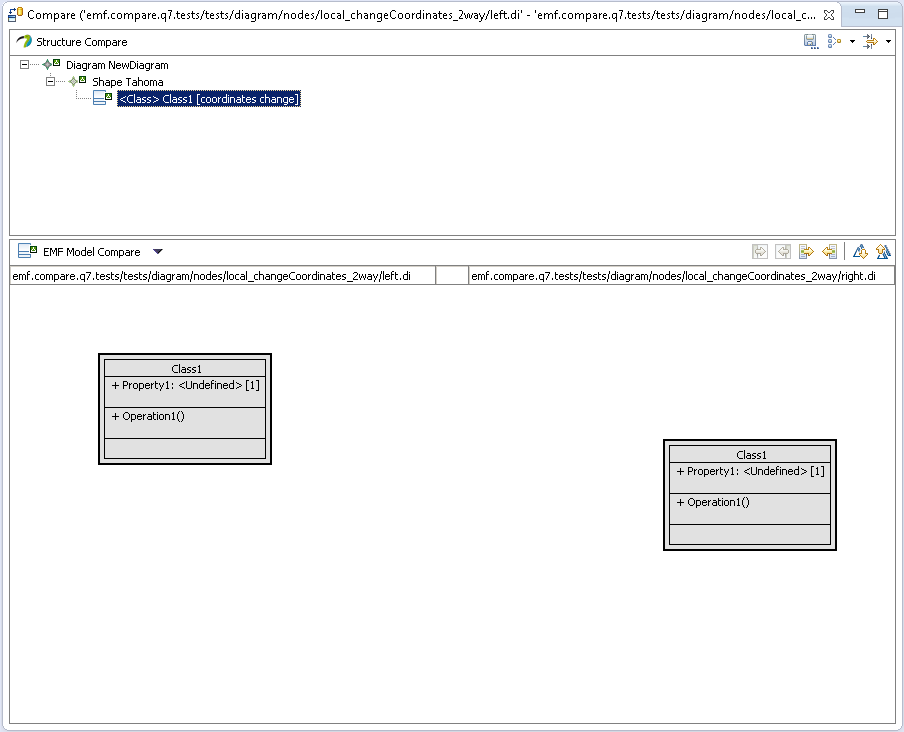 Compare ('emf.compare.q7.tests/tests/diagram/nodes/local_changeCoordinates_2way/left.di' - 'emf.compare.q7.tests/tests/diagram/nodes/local_c...
Structure Compare
Diagram NewDiagram
Shape Tahoma
<Class> Class1 [coordinates change]
EMF Model Compare
emf.compare.q7.tests/tests/diagram/nodes/local_changeCoordinates_2way/left.di
emf.compare.q7.tests/tests/diagram/nodes/local_changeCoordinates_2way/right.di
Class1
+ Property1: <Undefined> [1]
+ Operation1()
Class1
+ Property1: <Undefined> [1]
+ Operation1()